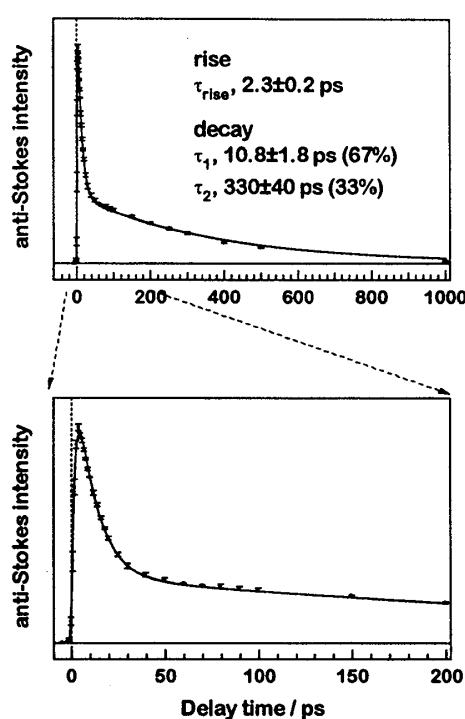 anti-Stokes intensity
rise
τrise, 2.3±0.2 ps
decay
τ1, 10.8±1.8 ps (67%)
τ2, 330±40 ps (33%)
0 200 400 600 800 1000
anti-Stokes intensity
0 50 100 150 200
Delay time / ps